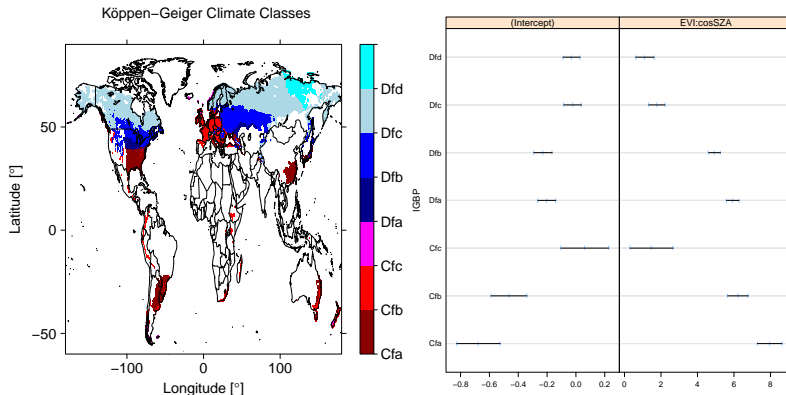 Köppen−Geiger Climate Classes
Latitude [°]
50
0
−50
−100
0
100
Longitude [°]
Dfd
Dfc
Dfb
Dfa
Cfc
Cfb
Cfa
(Intercept)
EVI:cosSZA
IGBP
Dfd
Dfc
Dfb
Dfa
Cfc
Cfb
Cfa
−0.8 −0.6 −0.4 −0.2 0.0 0.2
0 2 4 6 8